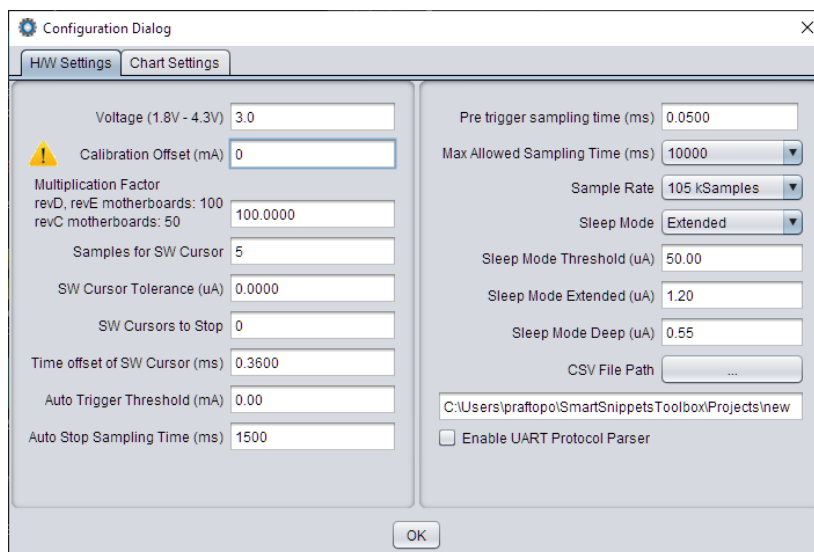 Configuration Dialog
H/W Settings
Chart Settings
Voltage (1.8V - 4.3V) 3.0
Calibration Offset (mA) 0
Multiplication Factor
revD, revE motherboards: 100
revC motherboards: 50
100.0000
Samples for SW Cursor 5
SW Cursor Tolerance (uA) 0.0000
SW Cursors to Stop 0
Time offset of SW Cursor (ms) 0.3600
Auto Trigger Threshold (mA) 0.00
Auto Stop Sampling Time (ms) 1500
Pre trigger sampling time (ms) 0.0500
Max Allowed Sampling Time (ms) 10000
Sample Rate 105 kSamples
Sleep Mode Extended
Sleep Mode Threshold (uA) 50.00
Sleep Mode Extended (uA) 1.20
Sleep Mode Deep (uA) 0.55
CSV File Path ...
C:\Users\praftopo\SmartSnippetsToolbox\Projects\new
Enable UART Protocol Parser
OK